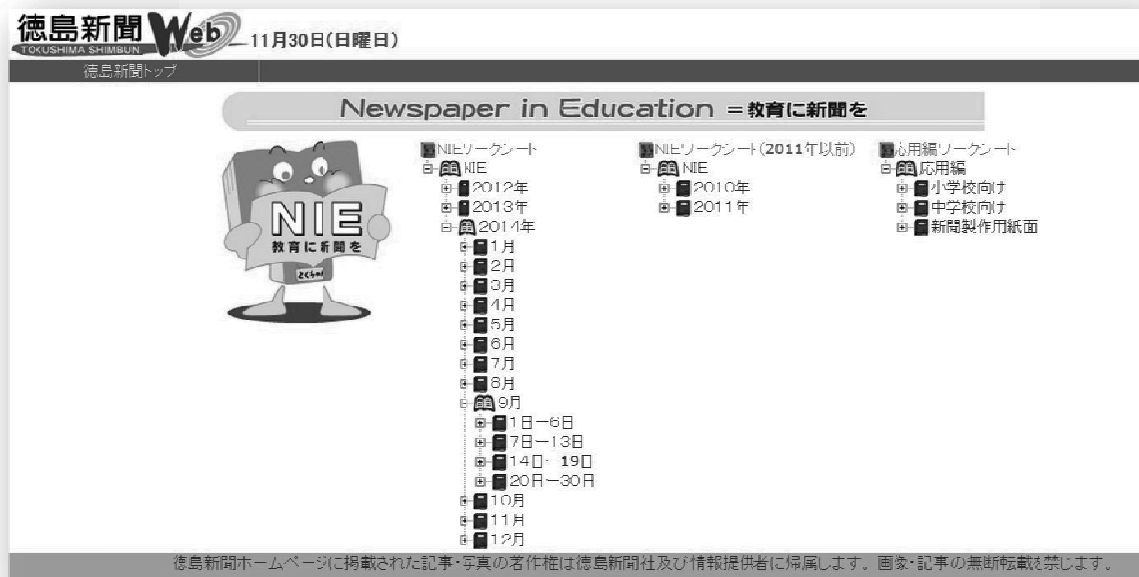 徳島新聞Web
TOKUSHIMA SHIMBUN
11月30日(日曜日)
徳島新聞トップ
Newspaper in Education =教育に新聞を
NIE
教育に新聞を
とくちゃん
NIEワークシート
NIE
2012年
2013年
2014年
1月
2月
3月
4月
5月
6月
7月
8月
9月
1日－6日
7日－13日
14日－19日
20日－30日
10月
11月
12月
NIEワークシート(2011年以前)
NIE
2010年
2011年
応用編ワークシート
応用編
小学校向け
中学校向け
新聞製作用紙面
徳島新聞ホームページに掲載された記事・写真の著作権は徳島新聞社及び情報提供者に帰属します。画像・記事の無断転載を禁じます。